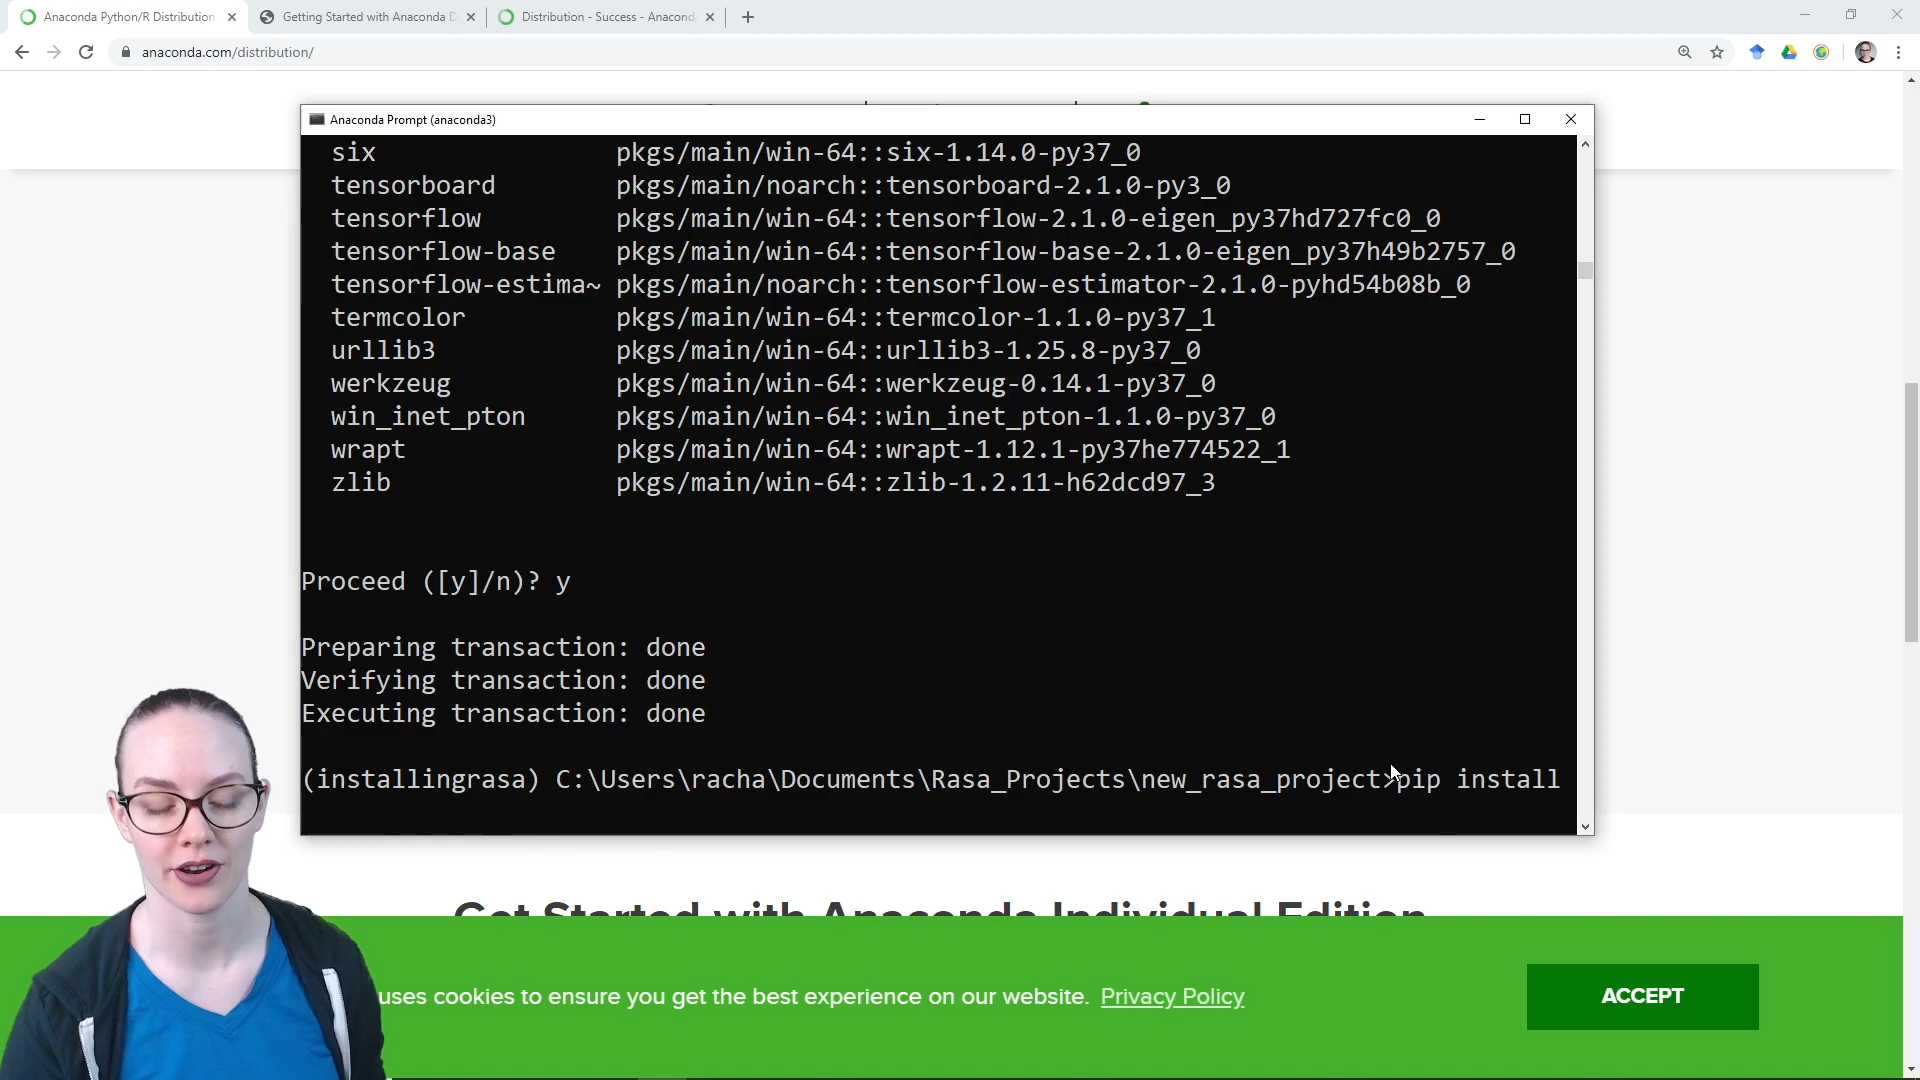 Anaconda Python/R Distribution
Getting Started with Anaconda D
Distribution - Success - Anacond
anaconda.com/distribution/
Anaconda Prompt (anaconda3)
six pkgs/main/win-64::six-1.14.0-py37_0
tensorboard pkgs/main/noarch::tensorboard-2.1.0-py3_0
tensorflow pkgs/main/win-64::tensorflow-2.1.0-eigen_py37hd727fc0_0
tensorflow-base pkgs/main/win-64::tensorflow-base-2.1.0-eigen_py37h49b2757_0
tensorflow-estima~ pkgs/main/noarch::tensorflow-estimator-2.1.0-pyhd54b08b_0
termcolor pkgs/main/win-64::termcolor-1.1.0-py37_1
urllib3 pkgs/main/win-64::urllib3-1.25.8-py37_0
werkzeug pkgs/main/win-64::werkzeug-0.14.1-py37_0
win_inet_pton pkgs/main/win-64::win_inet_pton-1.1.0-py37_0
wrapt pkgs/main/win-64::wrapt-1.12.1-py37he774522_1
zlib pkgs/main/win-64::zlib-1.2.11-h62dcd97_3
Proceed ([y]/n)? y
Preparing transaction: done
Verifying transaction: done
Executing transaction: done
(installingrasa) C:\Users\racha\Documents\Rasa_Projects\new_rasa_project>pip install
Get Started with Anaconda Individual Edition
uses cookies to ensure you get the best experience on our website. Privacy Policy
ACCEPT